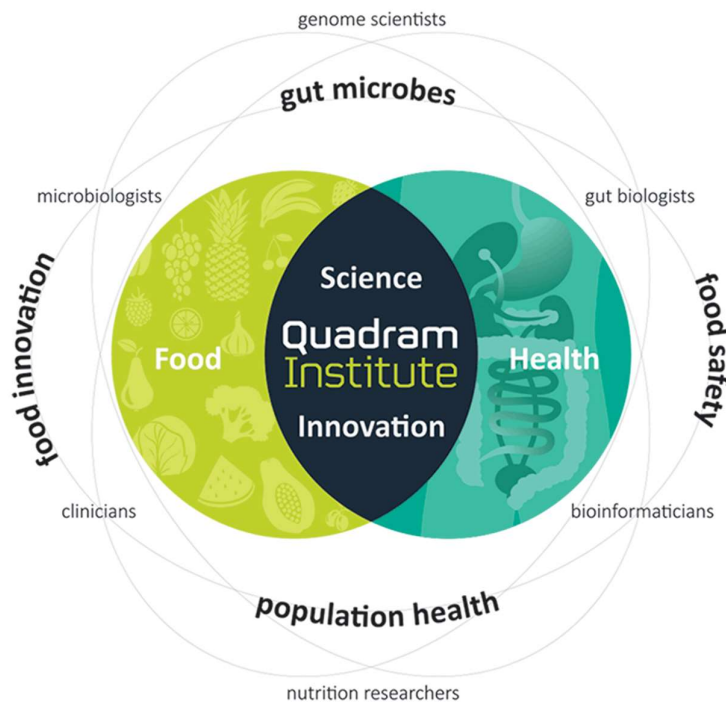 genome scientists
gut microbes
microbiologists
gut biologists
food innovation
food safety
Science
Quadram
Institute
Food
Health
Innovation
clinicians
bioinformaticians
population health
nutrition researchers